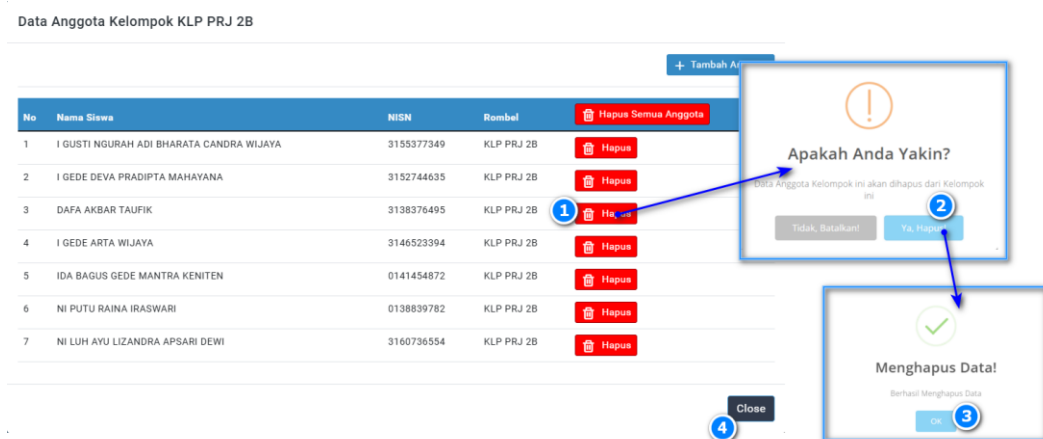 Data Anggota Kelompok KLP PRJ 2B
+ Tambah
No Nama Siswa NISN Rombel Hapus Semua Anggota
1 I GUSTI NGURAH ADI BHARATA CANDRA WIJAYA 3155377349 KLP PRJ 2B Hapus
2 I GEDE DEVA PRADIPTA MAHAYANA 3152744635 KLP PRJ 2B Hapus
3 DAFA AKBAR TAUFIK 3138376495 KLP PRJ 2B 1 Hapus
4 I GEDE ARTA WIJAYA 3146523394 KLP PRJ 2B Hapus
5 IDA BAGUS GEDE MANTRA KENITEN 0141454872 KLP PRJ 2B Hapus
6 NI PUTU RAINA IRASWARI 0138839782 KLP PRJ 2B Hapus
7 NI LUH AYU LIZANDRA APSARI DEWI 3160736554 KLP PRJ 2B Hapus
Close
4
Apakah Anda Yakin?
Data Anggota Kelompok ini akan dihapus dari Kelompok
ini
2
Tidak, Batalkan! Ya, Hapus
Menghapus Data!
Berhasil Menghapus Data
OK 3